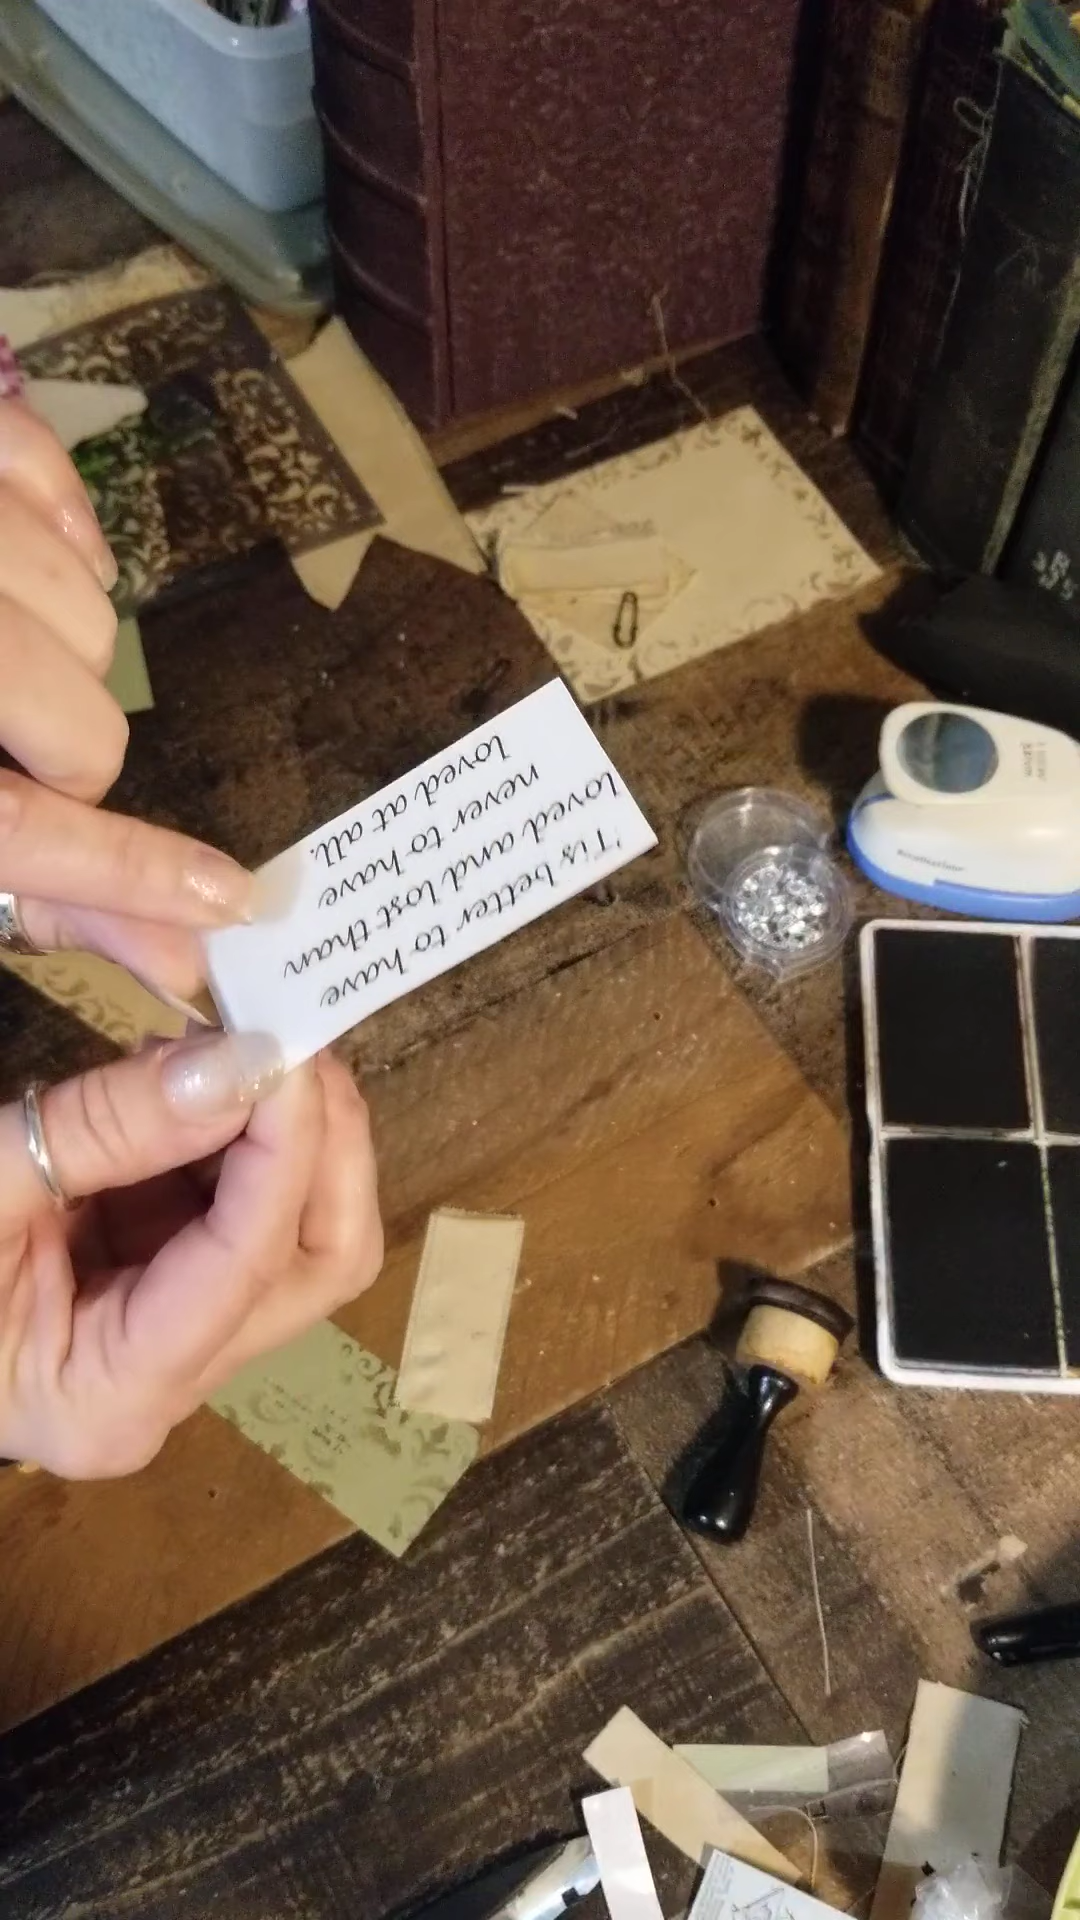 'Tis better to have
loved and lost than
never to have
loved at all.